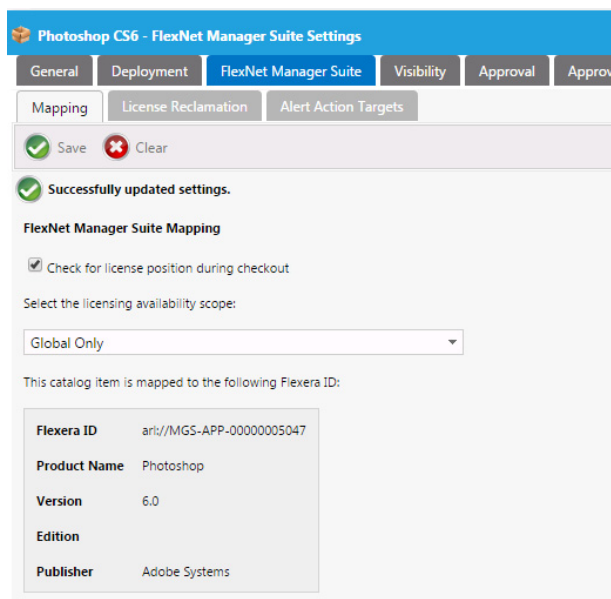 Photoshop CS6 - FlexNet Manager Suite Settings
General Deployment FlexNet Manager Suite Visibility Approval Approv
Mapping License Reclamation Alert Action Targets
Save Clear
Successfully updated settings.
FlexNet Manager Suite Mapping
Check for license position during checkout
Select the licensing availability scope:
Global Only
This catalog item is mapped to the following Flexera ID:
Flexera ID arl://MGS-APP-00000005047
Product Name Photoshop
Version 6.0
Edition
Publisher Adobe Systems